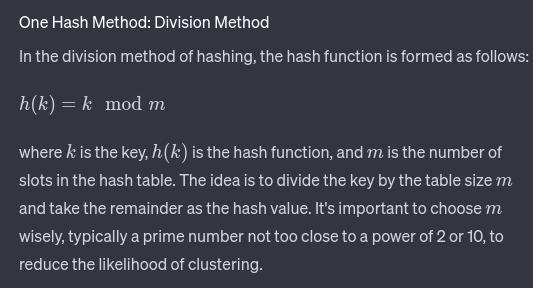 One Hash Method: Division Method
In the division method of hashing, the hash function is formed as follows:
h(k) = k mod m
where k is the key, h(k) is the hash function, and m is the number of
slots in the hash table. The idea is to divide the key by the table size m
and take the remainder as the hash value. It's important to choose m
wisely, typically a prime number not too close to a power of 2 or 10, to
reduce the likelihood of clustering.